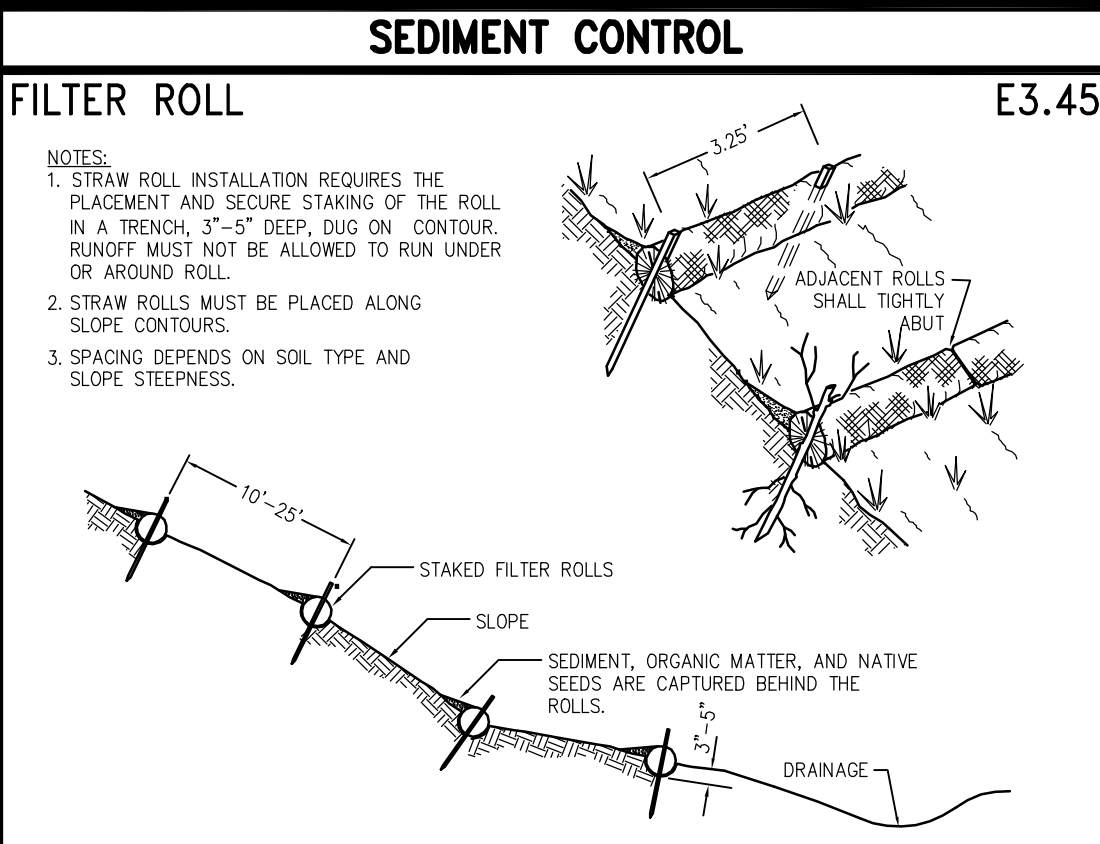 SEDIMENT CONTROL
FILTER ROLL
E3.45
NOTES:
1. STRAW ROLL INSTALLATION REQUIRES THE
PLACEMENT AND SECURE STAKING OF THE ROLL
IN A TRENCH, 3"-5" DEEP, DUG ON CONTOUR.
RUNOFF MUST NOT BE ALLOWED TO RUN UNDER
OR AROUND ROLL.
2. STRAW ROLLS MUST BE PLACED ALONG
SLOPE CONTOURS.
3. SPACING DEPENDS ON SOIL TYPE AND
SLOPE STEEPNESS.
3.25'
ADJACENT ROLLS
SHALL TIGHTLY
ABUT
10'-25'
STAKED FILTER ROLLS
SLOPE
SEDIMENT, ORGANIC MATTER, AND NATIVE
SEEDS ARE CAPTURED BEHIND THE
ROLLS.
3"-5"
DRAINAGE